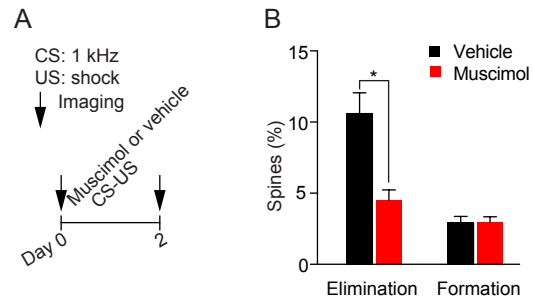 A
CS: 1 kHz
US: shock
Imaging
Muscimol or vehicle
CS-US
Day 0
2
B
Vehicle
Muscimol
*
Spines (%)
15
10
5
0
Elimination Formation